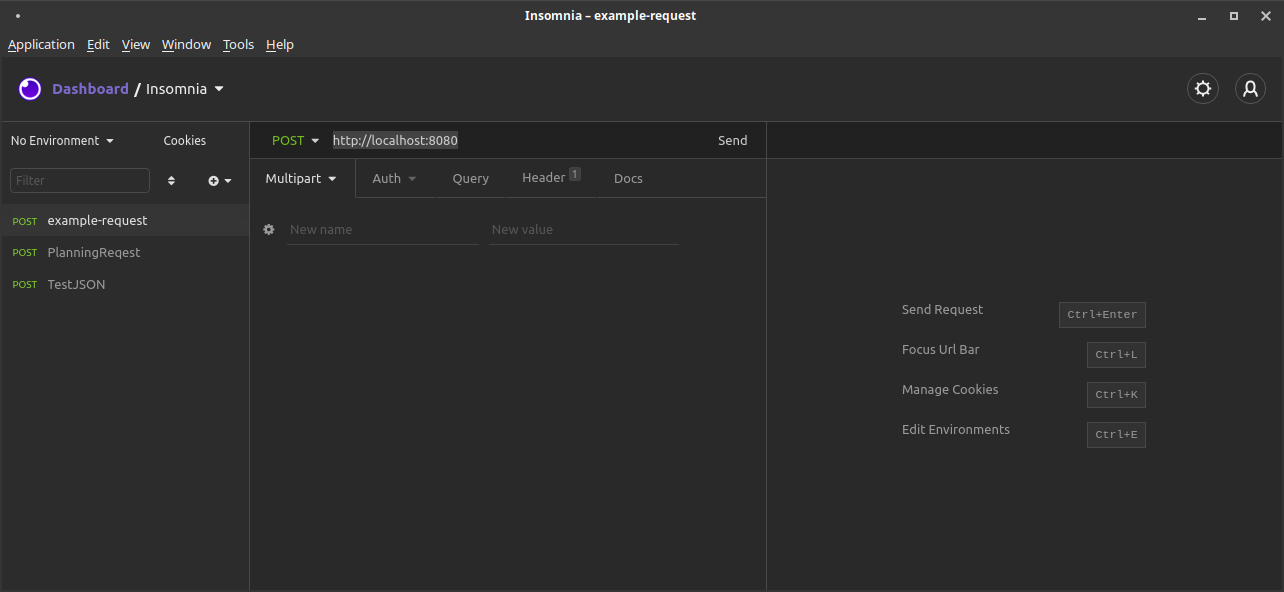 Insomnia – example-request
Application Edit View Window Tools Help
Dashboard / Insomnia
No Environment Cookies
POST http://localhost:8080 Send
Filter
Multipart Auth Query Header 1 Docs
POST example-request
New name New value
POST PlanningReqest
POST TestJSON
Send Request Ctrl+Enter
Focus Url Bar Ctrl+L
Manage Cookies Ctrl+K
Edit Environments Ctrl+E